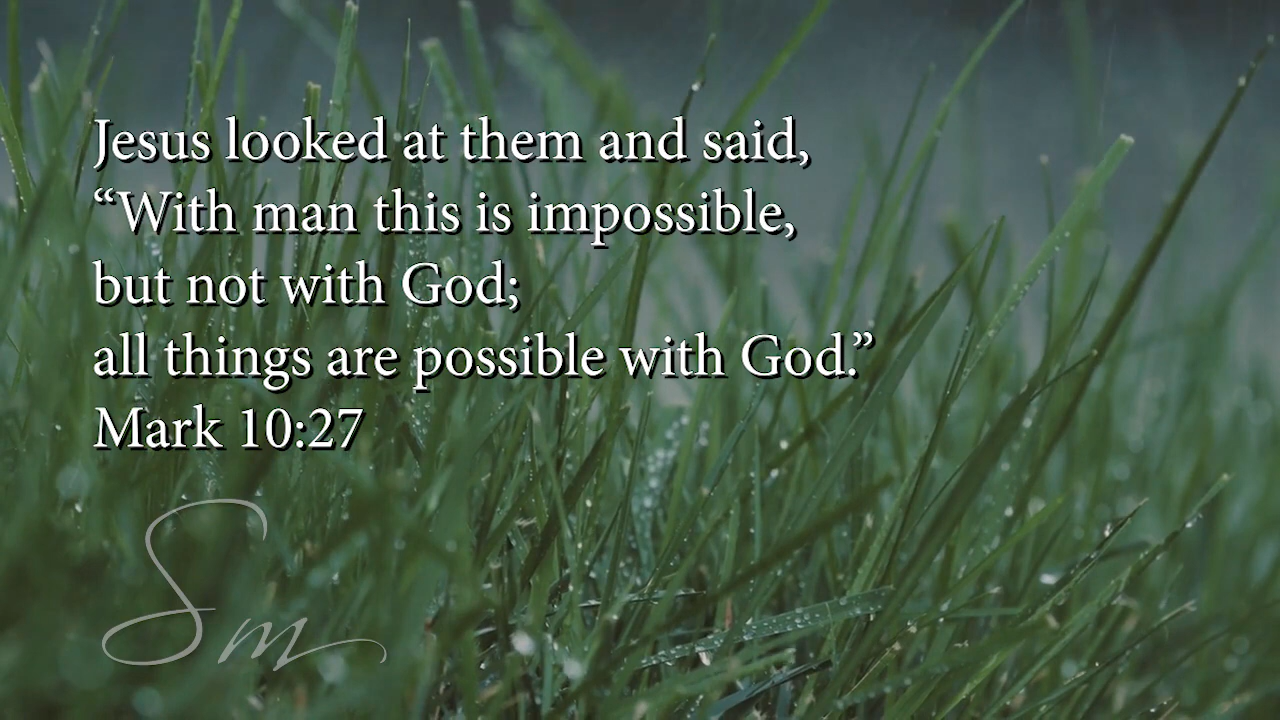 Jesus looked at them and said,
“With man this is impossible,
but not with God;
all things are possible with God.”
Mark 10:27
Sm